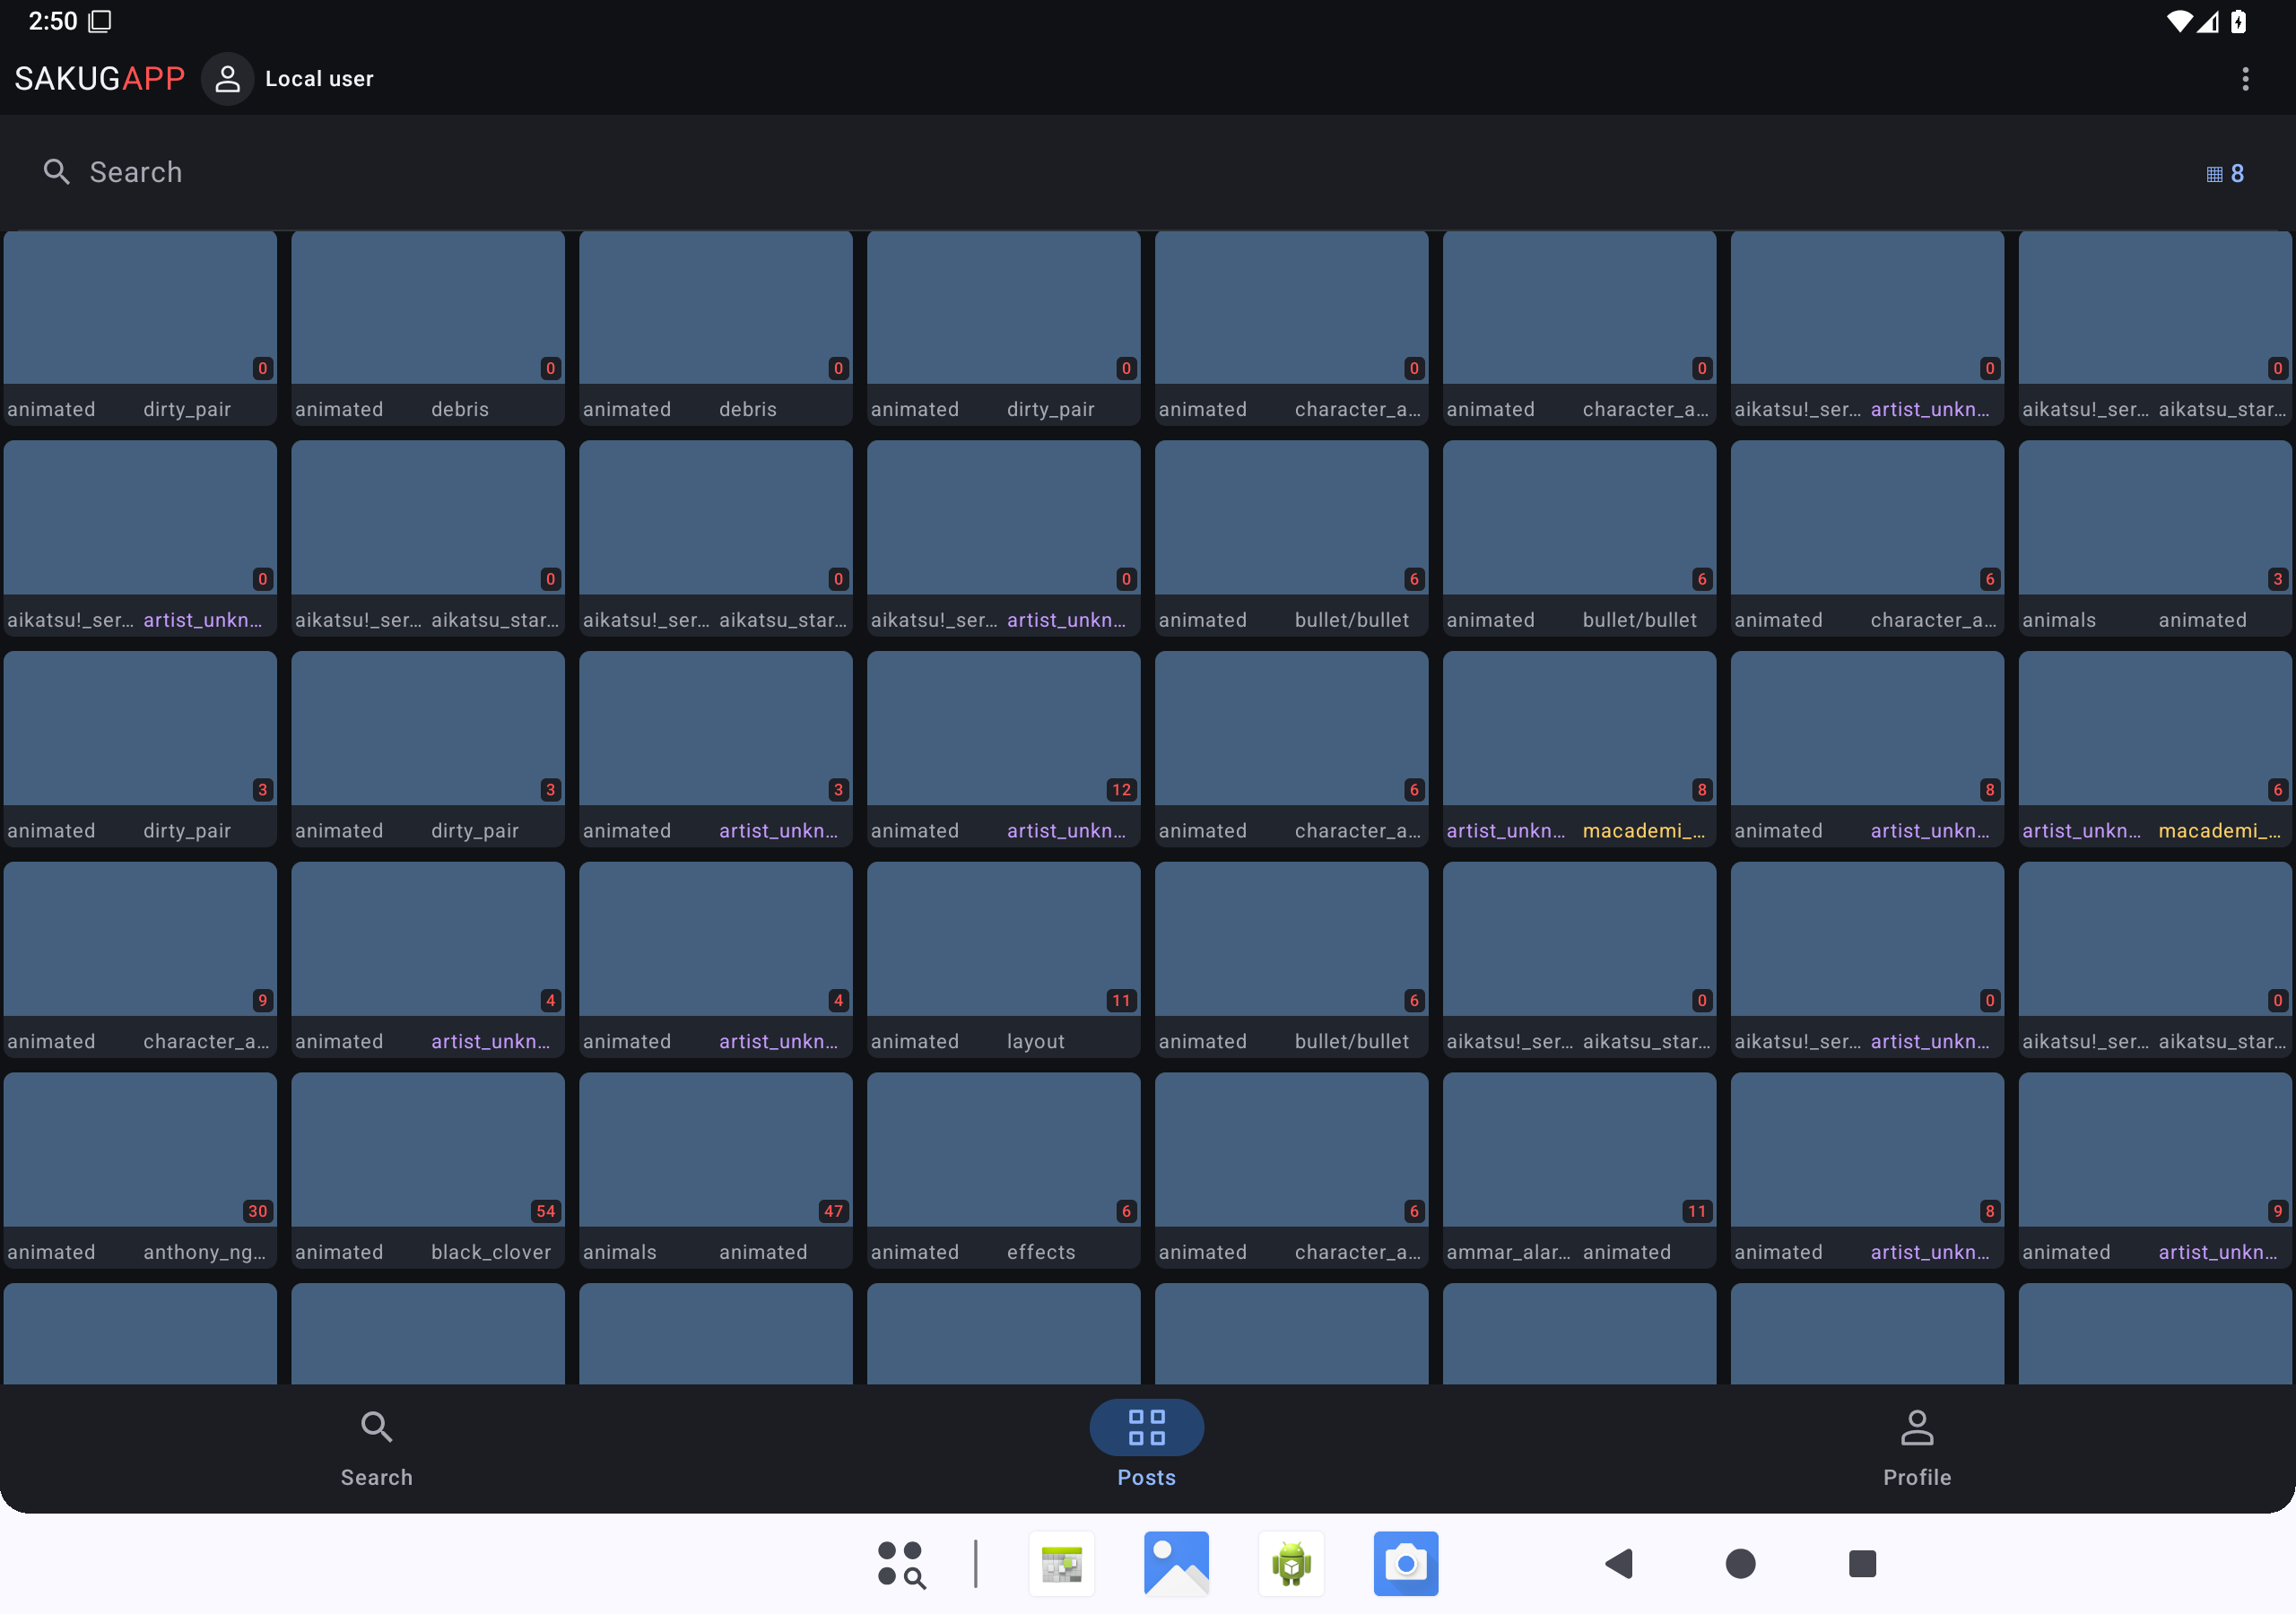 2:50
SAKUGAPP Local user
Search 8
0 0 0 0 0 0 0 0
animated dirty_pair animated debris animated debris animated dirty_pair animated character_a... animated character_a... aikatsu!_ser... artist_unkn... aikatsu!_ser... aikatsu_star...
0 0 0 0 6 6 6 3
aikatsu!_ser... artist_unkn... aikatsu!_ser... aikatsu_star... aikatsu!_ser... aikatsu_star... aikatsu!_ser... artist_unkn... animated bullet/bullet animated bullet/bullet animated character_a... animals animated
3 3 3 12 6 8 8 6
animated dirty_pair animated dirty_pair animated artist_unkn... animated artist_unkn... animated character_a... artist_unkn... macademi_... animated artist_unkn... artist_unkn... macademi_...
9 4 4 11 6 0 0 0
animated character_a... animated artist_unkn... animated artist_unkn... animated layout animated bullet/bullet aikatsu!_ser... aikatsu_star... aikatsu!_ser... artist_unkn... aikatsu!_ser... aikatsu_star...
30 54 47 6 6 11 8 9
animated anthony_ng... animated black_clover animals animated animated effects animated character_a... ammar_alar... animated animated artist_unkn... animated artist_unkn...
Search Posts Profile